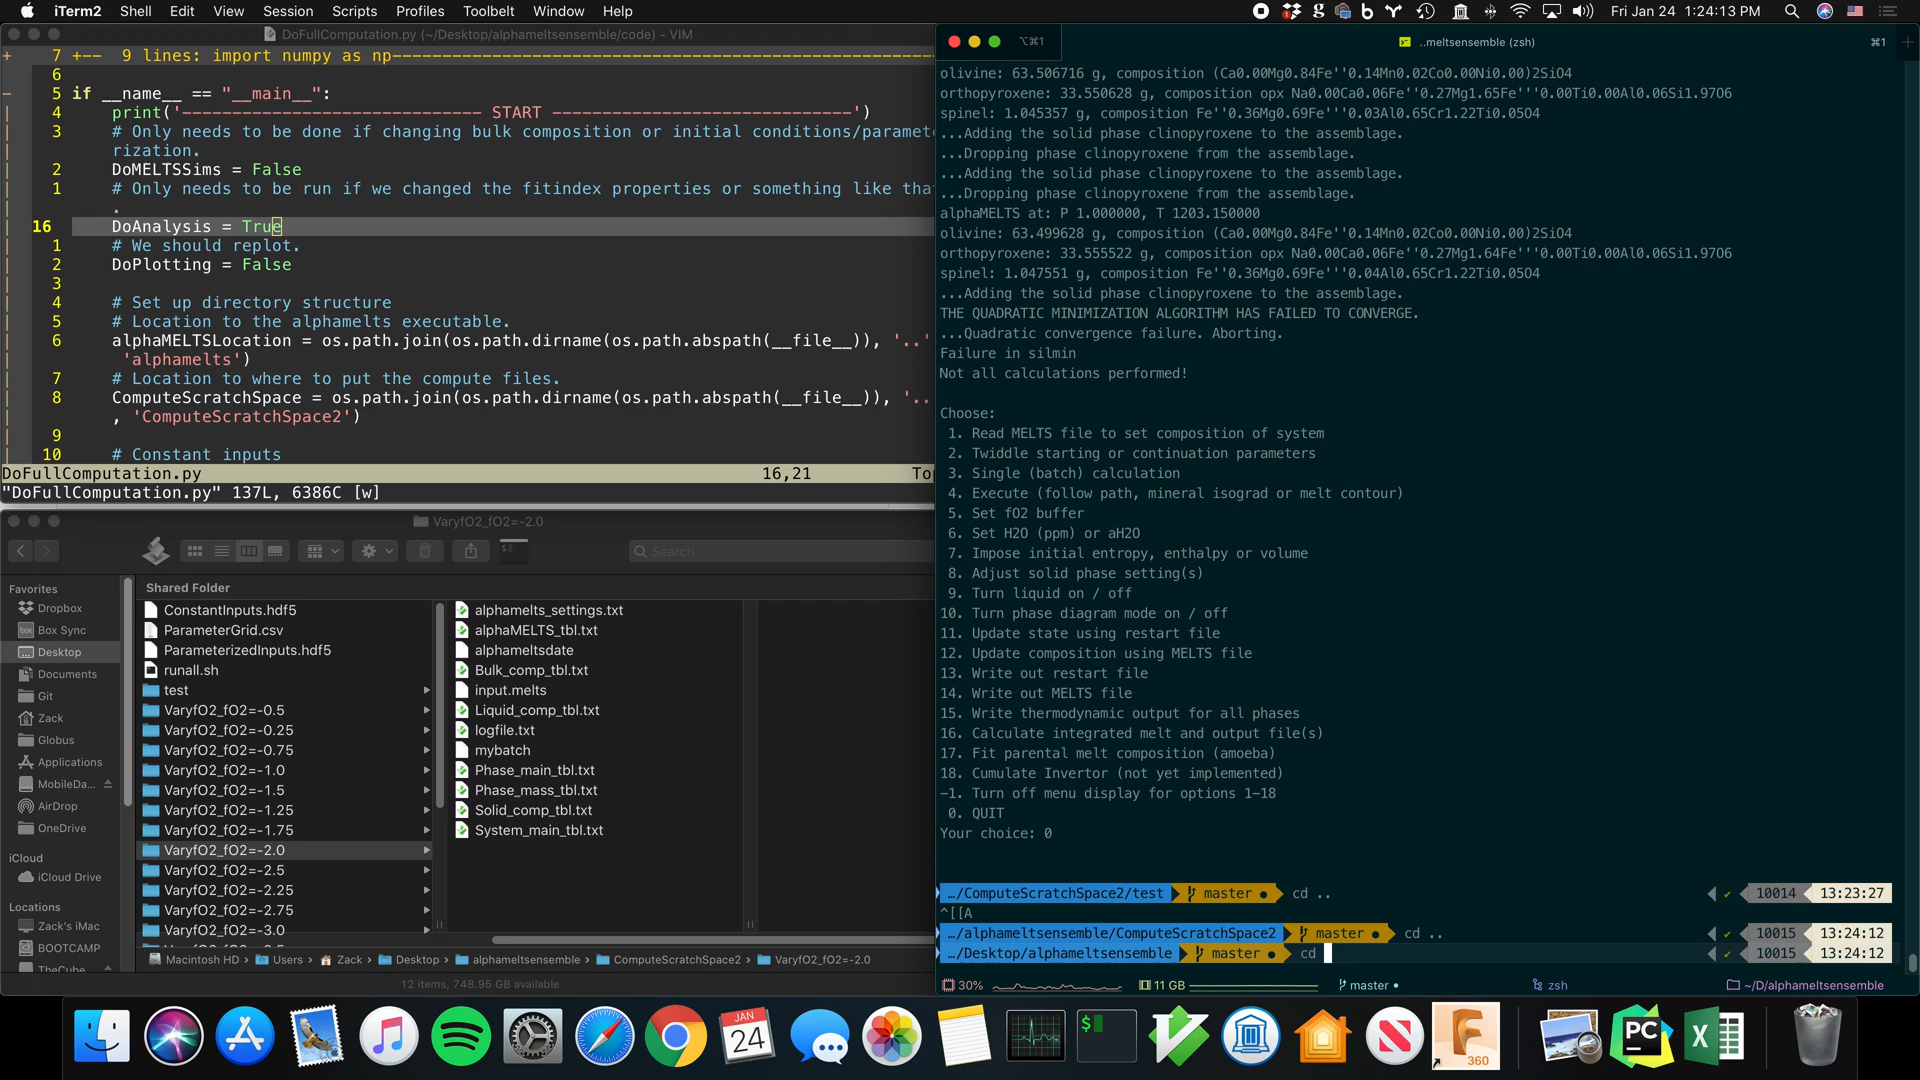 iTerm2 Shell Edit View Session Scripts Profiles Toolbelt Window Help
Fri Jan 24 1:24:13 PM
DoFullComputation.py (~/Desktop/alphameltsensemble/code) - VIM
+ 7 +-- 9 lines: import numpy as np
6
5 if __name__ == "__main__":
4 print('------------------------------ START ------------------------------')
3 # Only needs to be done if changing bulk composition or initial conditions/paramete
rization.
2 DoMELTSSims = False
1 # Only needs to be run if we changed the fitindex properties or something like tha
.
16 DoAnalysis = True
1 # We should replot.
2 DoPlotting = False
3
4 # Set up directory structure
5 # Location to the alphamelts executable.
6 alphaMELTSLocation = os.path.join(os.path.dirname(os.path.abspath(__file__)), '..'
'alphamelts')
7 # Location to where to put the compute files.
8 ComputeScratchSpace = os.path.join(os.path.dirname(os.path.abspath(__file__)), '..
, 'ComputeScratchSpace2')
9
10 # Constant inputs
DoFullComputation.py 16,21 To
"DoFullComputation.py" 137L, 6386C [w]
VaryfO2_fO2=-2.0
Search
Favorites
Dropbox
Box Sync
Desktop
Documents
Git
Zack
Globus
Applications
MobileDa...
AirDrop
OneDrive
iCloud
iCloud Drive
Locations
Zack's iMac
BOOTCAMP
TheCube
Shared Folder
ConstantInputs.hdf5
ParameterGrid.csv
ParameterizedInputs.hdf5
runall.sh
test
VaryfO2_fO2=-0.5
VaryfO2_fO2=-0.25
VaryfO2_fO2=-0.75
VaryfO2_fO2=-1.0
VaryfO2_fO2=-1.5
VaryfO2_fO2=-1.25
VaryfO2_fO2=-1.75
VaryfO2_fO2=-2.0
VaryfO2_fO2=-2.5
VaryfO2_fO2=-2.25
VaryfO2_fO2=-2.75
VaryfO2_fO2=-3.0
alphamelts_settings.txt
alphaMELTS_tbl.txt
alphameltsdate
Bulk_comp_tbl.txt
input.melts
Liquid_comp_tbl.txt
logfile.txt
mybatch
Phase_main_tbl.txt
Phase_mass_tbl.txt
Solid_comp_tbl.txt
System_main_tbl.txt
Macintosh HD Users Zack Desktop alphameltsensemble ComputeScratchSpace2 VaryfO2_fO2=-2.0
12 items, 748.95 GB available
⌥⌘1 ..meltsensemble (zsh) ⌘1
olivine: 63.506716 g, composition (Ca0.00Mg0.84Fe''0.14Mn0.02Co0.00Ni0.00)2SiO4
orthopyroxene: 33.550628 g, composition opx Na0.00Ca0.06Fe''0.27Mg1.65Fe'''0.00Ti0.00Al0.06Si1.97O6
spinel: 1.045357 g, composition Fe''0.36Mg0.69Fe'''0.03Al0.65Cr1.22Ti0.05O4
...Adding the solid phase clinopyroxene to the assemblage.
...Dropping phase clinopyroxene from the assemblage.
...Adding the solid phase clinopyroxene to the assemblage.
...Dropping phase clinopyroxene from the assemblage.
alphaMELTS at: P 1.000000, T 1203.150000
olivine: 63.499628 g, composition (Ca0.00Mg0.84Fe''0.14Mn0.02Co0.00Ni0.00)2SiO4
orthopyroxene: 33.555522 g, composition opx Na0.00Ca0.06Fe''0.27Mg1.64Fe'''0.00Ti0.00Al0.06Si1.97O6
spinel: 1.047551 g, composition Fe''0.36Mg0.69Fe'''0.04Al0.65Cr1.22Ti0.05O4
...Adding the solid phase clinopyroxene to the assemblage.
THE QUADRATIC MINIMIZATION ALGORITHM HAS FAILED TO CONVERGE.
...Quadratic convergence failure. Aborting.
Failure in silmin
Not all calculations performed!
Choose:
1. Read MELTS file to set composition of system
2. Twiddle starting or continuation parameters
3. Single (batch) calculation
4. Execute (follow path, mineral isograd or melt contour)
5. Set fO2 buffer
6. Set H2O (ppm) or aH2O
7. Impose initial entropy, enthalpy or volume
8. Adjust solid phase setting(s)
9. Turn liquid on / off
10. Turn phase diagram mode on / off
11. Update state using restart file
12. Update composition using MELTS file
13. Write out restart file
14. Write out MELTS file
15. Write thermodynamic output for all phases
16. Calculate integrated melt and output file(s)
17. Fit parental melt composition (amoeba)
18. Cumulate Invertor (not yet implemented)
-1. Turn off menu display for options 1-18
0. QUIT
Your choice: 0
…/ComputeScratchSpace2/test master ● cd .. ✔ 10014 13:23:27
^[[A
…/alphameltsensemble/ComputeScratchSpace2 master ● cd .. ✔ 10015 13:24:12
…/Desktop/alphameltsensemble master ● cd ✔ 10015 13:24:12
30% 11 GB master ● zsh ~/D/alphameltsensemble
JAN
24
360
PC